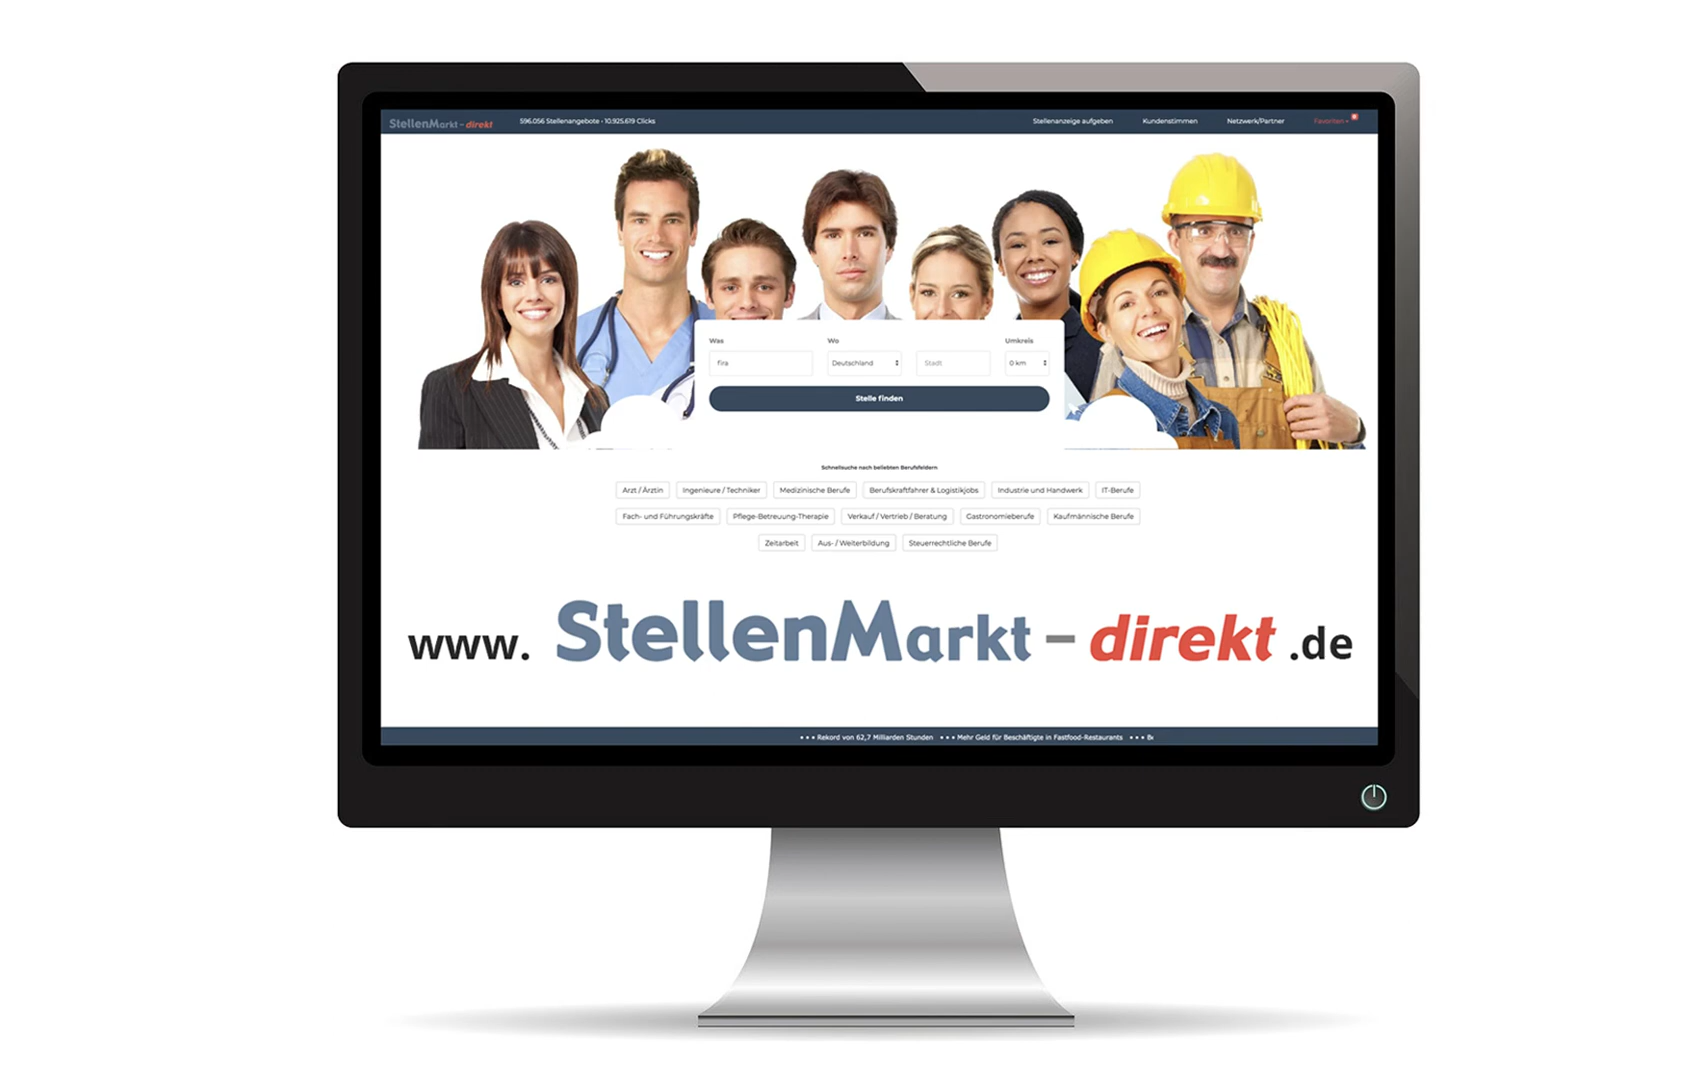 StellenMarkt - direkt 596.056 Stellenangebote - 10.925.619 Clicks Stellenanzeige aufgeben Kundenstimmen Netzwerk/Partner Favoriten
Was Wo Umkreis
fira Deutschland Stadt 0 km
Stelle finden
Schnellsuche nach beliebten Berufsfeldern
Arzt / Ärztin Ingenieure / Techniker Medizinische Berufe Berufskraftfahrer & Logistikjobs Industrie und Handwerk IT-Berufe
Fach- und Führungskräfte Pflege-Betreuung-Therapie Verkauf / Vertrieb / Beratung Gastronomieberufe Kaufmännische Berufe
Zeitarbeit Aus- / Weiterbildung Steuerrechtliche Berufe
www. StellenMarkt - direkt .de
• • • Rekord von 62,7 Milliarden Stunden • • • Mehr Geld für Beschäftigte in Fastfood-Restaurants • • • Be